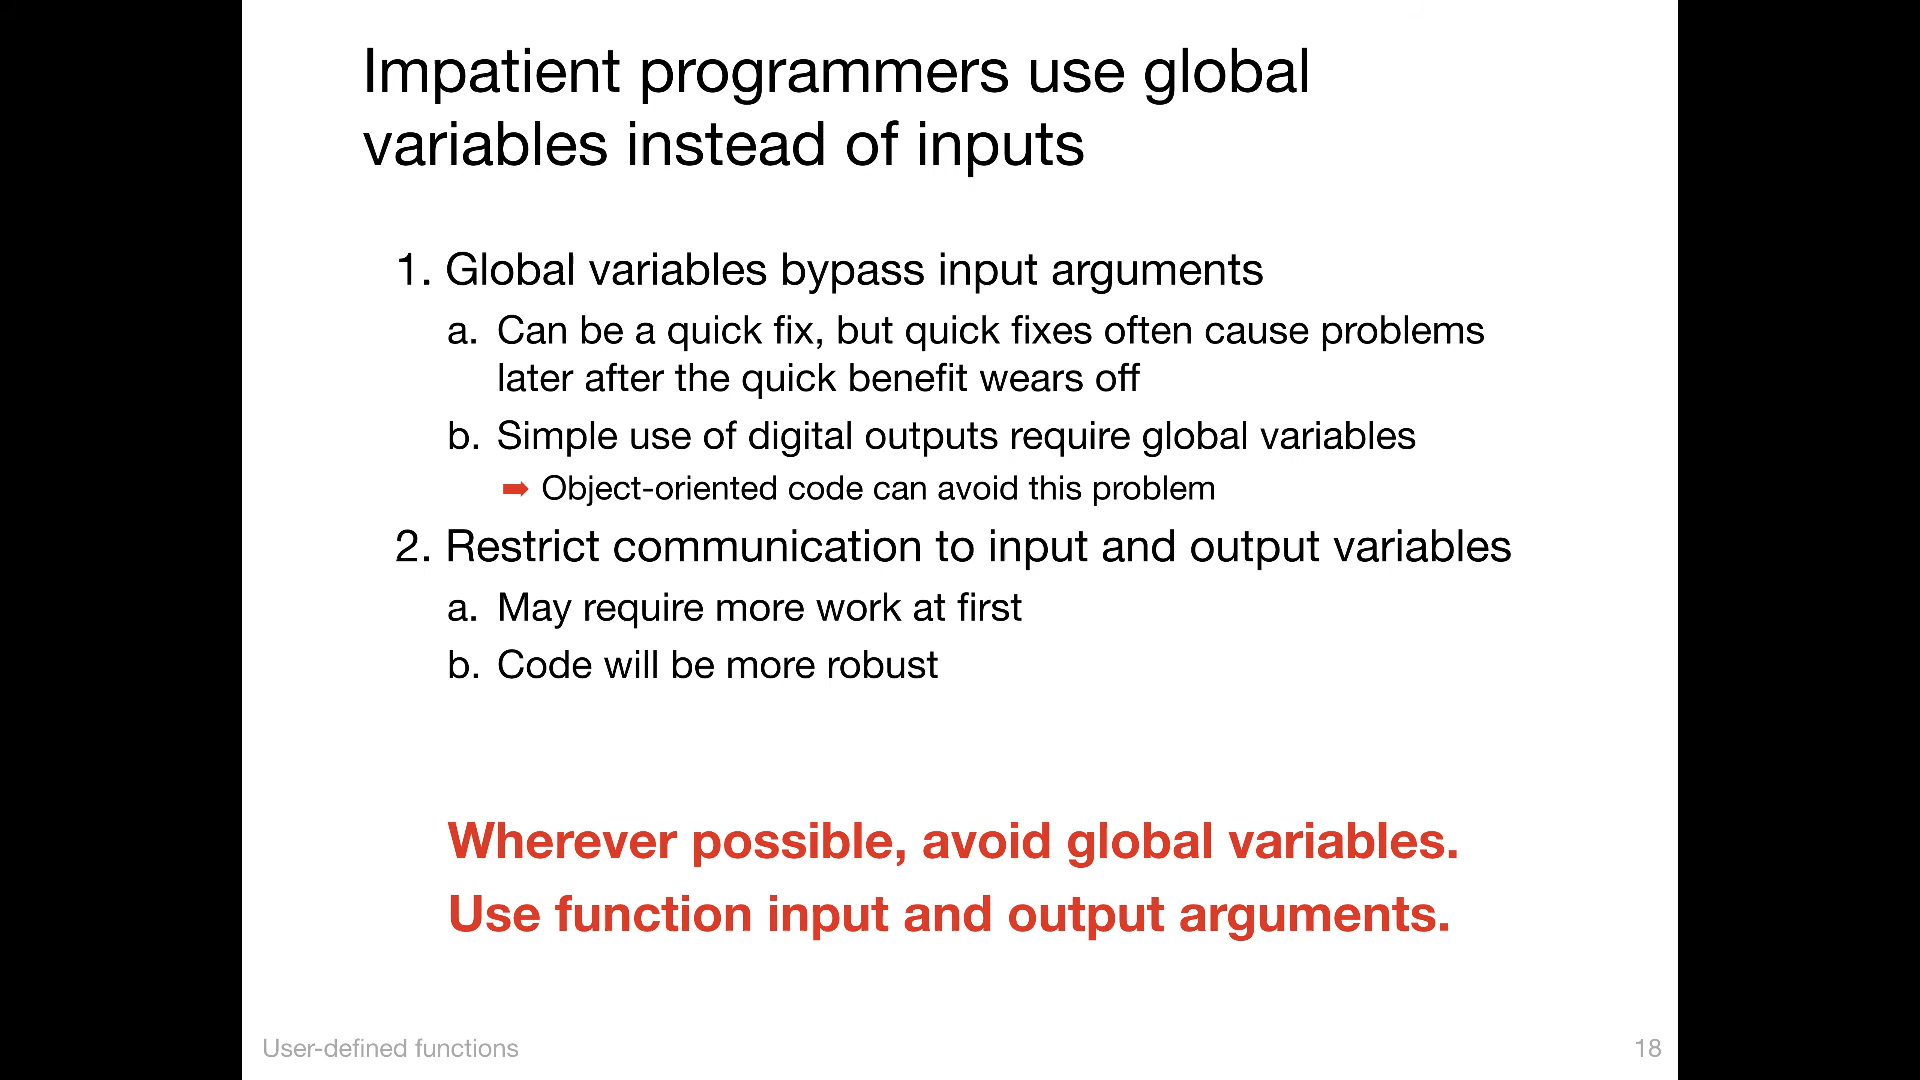 Impatient programmers use global
variables instead of inputs
1. Global variables bypass input arguments
a. Can be a quick fix, but quick fixes often cause problems
later after the quick benefit wears off
b. Simple use of digital outputs require global variables
➡ Object-oriented code can avoid this problem
2. Restrict communication to input and output variables
a. May require more work at first
b. Code will be more robust
Wherever possible, avoid global variables.
Use function input and output arguments.
User-defined functions
18